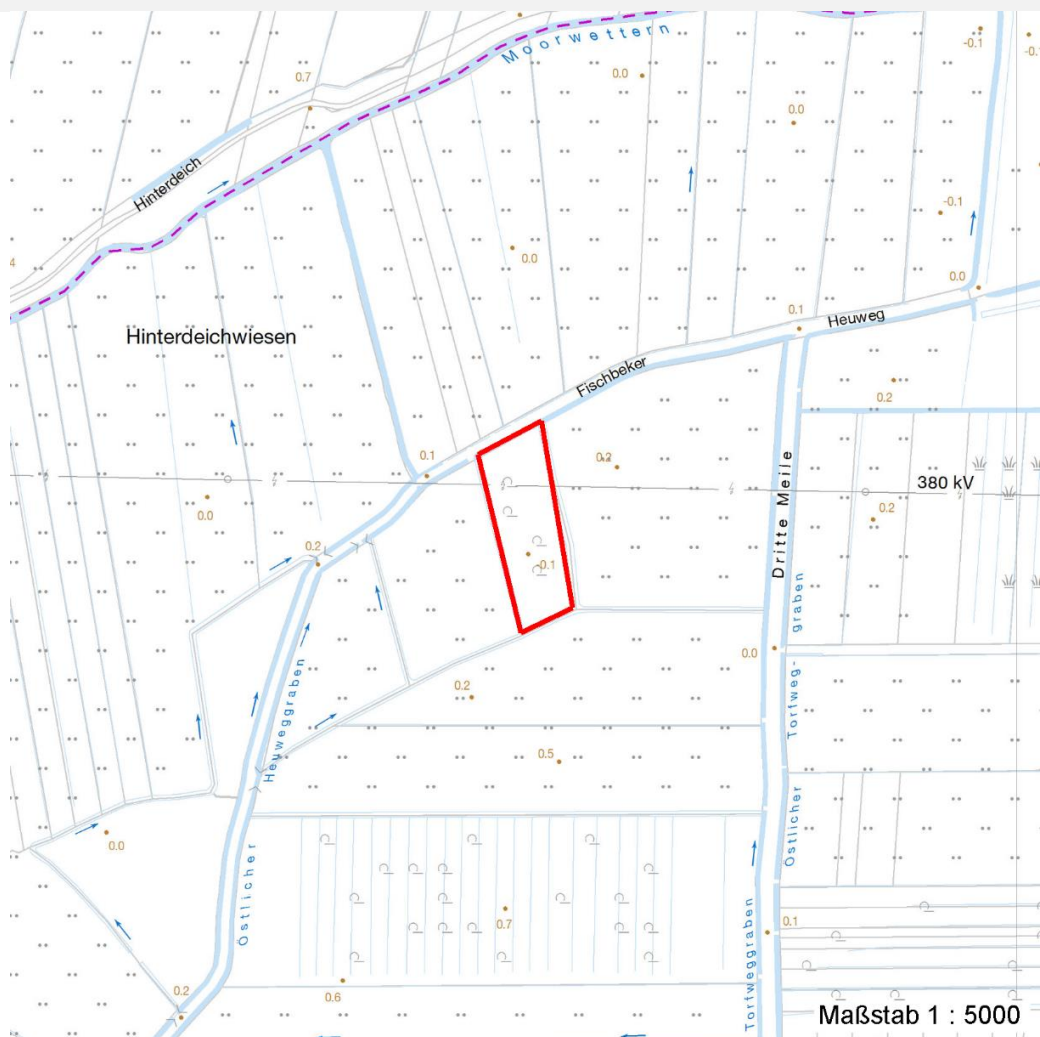 Moorwettern
-0.1
-0.1
0.7
0.0
0.0
Hinterdeich
-0.1
4
0.0
0.0
0.1
Heuweg
Hinterdeichwiesen
Fischbeker
0.2
0.2
0.1
380 kV
0.0
0.2
Dritte Meile
0.2
-0.1
0.0
Östlicher Torfweg-
graben
0.2
Östlicher Heuweggraben
0.5
0.0
0.7
0.1
Torfweggraben
0.2
0.6
Maßstab 1 : 5000